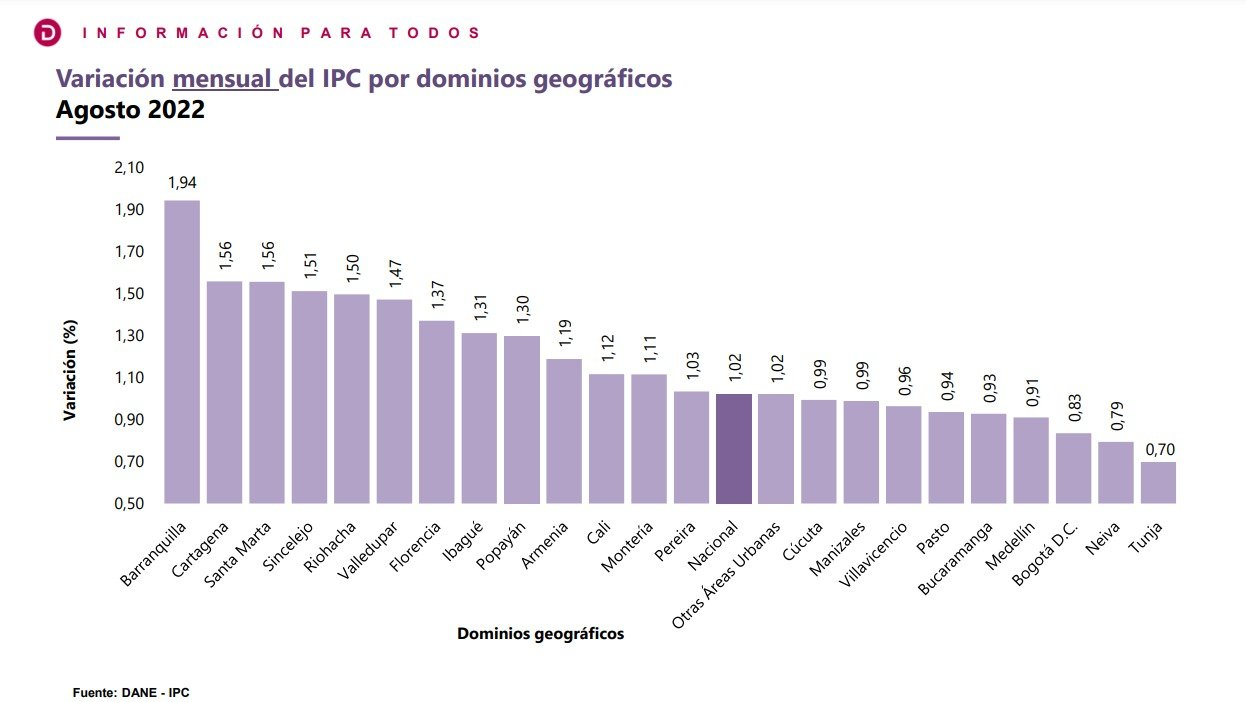 D
INFORMACIÓN PARA TODOS
Variación mensual del IPC por dominios geográficos
Agosto 2022
Variación (%)
2,10
1,90
1,70
1,50
1,30
1,10
0,90
0,70
0,50
1,94
1,56
1,56
1,51
1,50
1,47
1,37
1,31
1,30
1,19
1,12
1,11
1,03
1,02
1,02
0,99
0,99
0,96
0,94
0,93
0,91
0,83
0,79
0,70
Barranquilla
Cartagena
Santa Marta
Sincelejo
Riohacha
Valledupar
Florencia
Ibagué
Popayán
Armenia
Cali
Montería
Pereira
Nacional
Otras Áreas Urbanas
Cúcuta
Manizales
Villavicencio
Pasto
Bucaramanga
Medellín
Bogotá D.C.
Neiva
Tunja
Dominios geográficos
Fuente: DANE - IPC